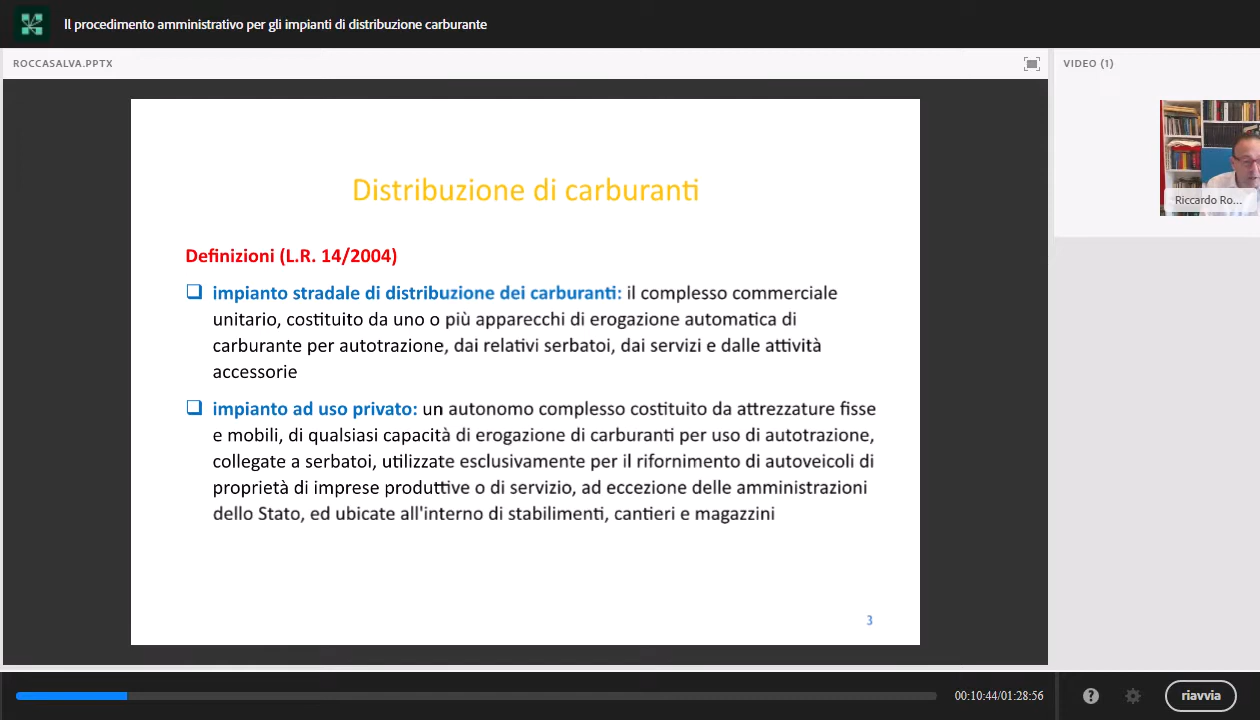 Il procedimento amministrativo per gli impianti di distribuzione carburante
ROCCASALVA.PPTX
VIDEO (1)
Distribuzione di carburanti
Definizioni (L.R. 14/2004)
impianto stradale di distribuzione dei carburanti: il complesso commerciale
unitario, costituito da uno o più apparecchi di erogazione automatica di
carburante per autotrazione, dai relativi serbatoi, dai servizi e dalle attività
accessorie
impianto ad uso privato: un autonomo complesso costituito da attrezzature fisse
e mobili, di qualsiasi capacità di erogazione di carburanti per uso di autotrazione,
collegate a serbatoi, utilizzate esclusivamente per il rifornimento di autoveicoli di
proprietà di imprese produttive o di servizio, ad eccezione delle amministrazioni
dello Stato, ed ubicate all'interno di stabilimenti, cantieri e magazzini
3
Riccardo Ro...
00:10:44/01:28:56
?
riavvia